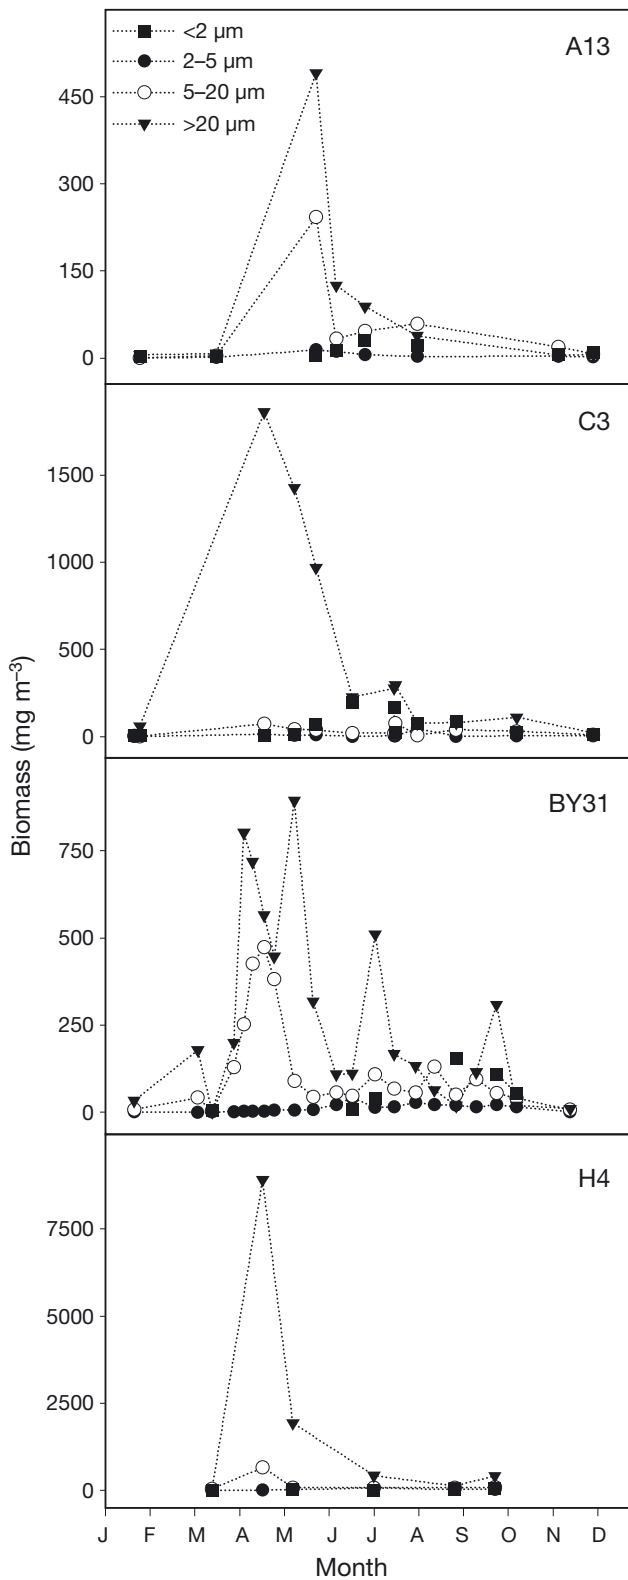 <2 µm
2–5 µm
5–20 µm
>20 µm
A13
450
300
150
0
C3
1500
1000
500
0
BY31
750
500
250
0
H4
7500
5000
2500
0
Biomass (mg m⁻³)
J F M A M J J A S O N D
Month